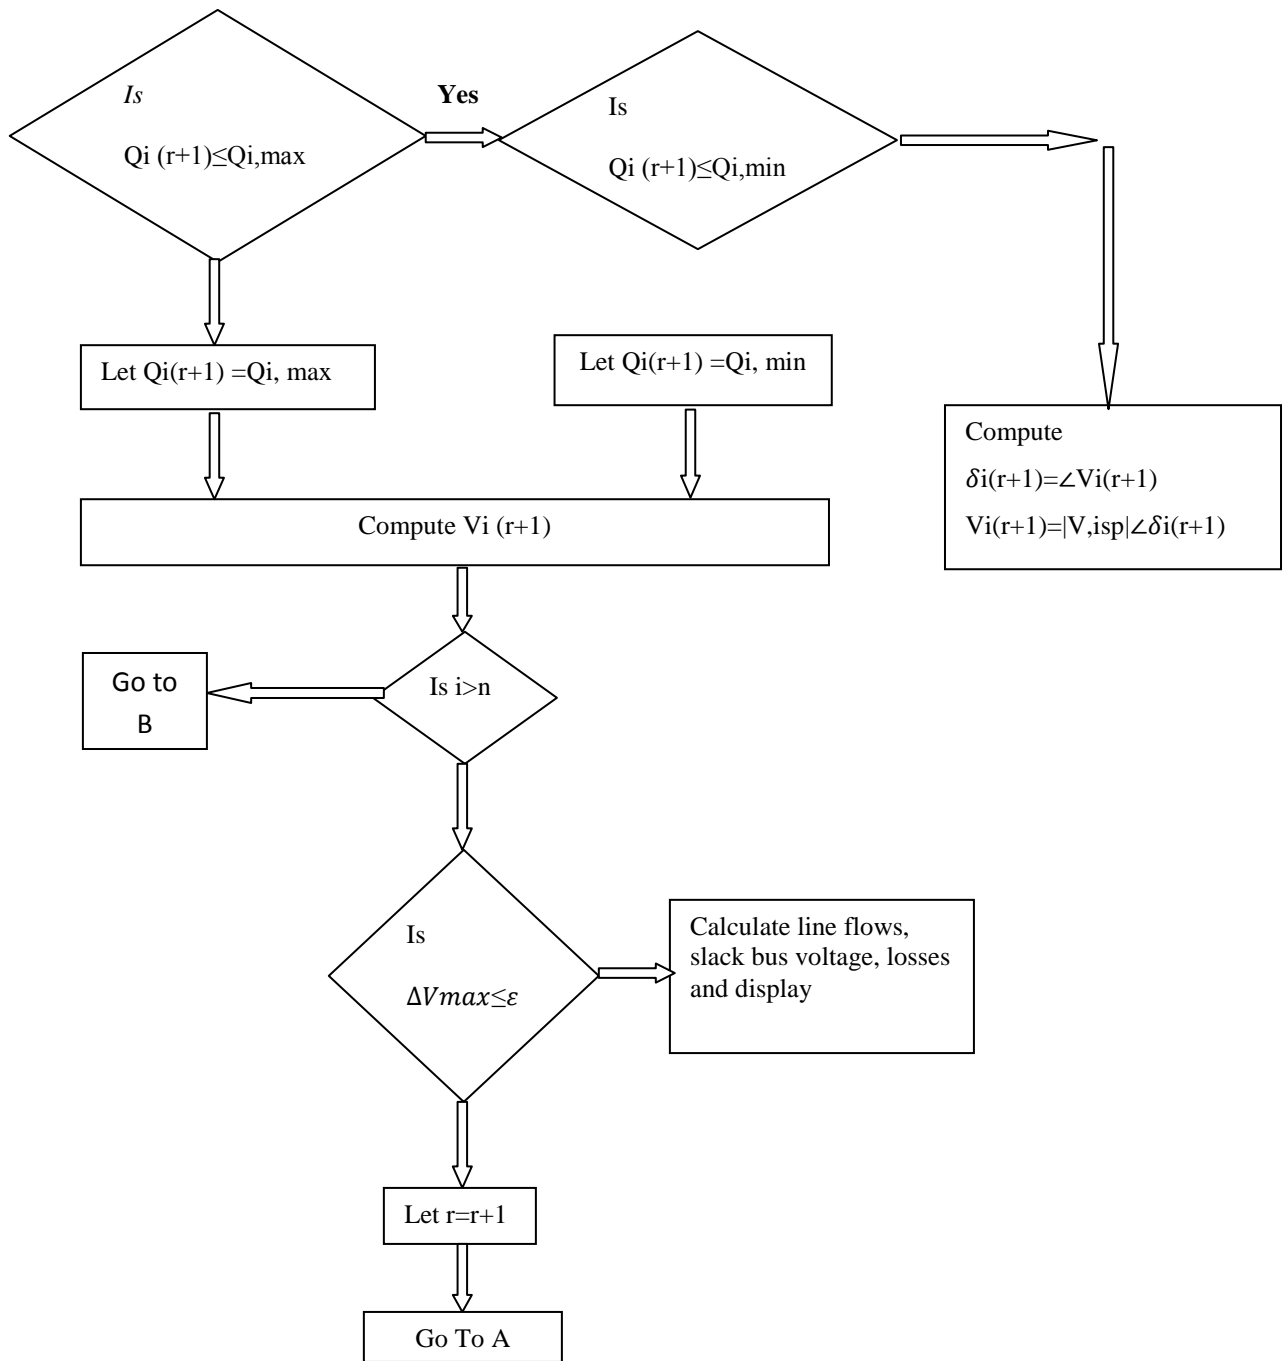 Is
Qi (r+1)≤Qi,max
Yes
Is
Qi (r+1)≤Qi,min
Let Qi(r+1) =Qi, max
Let Qi(r+1) =Qi, min
Compute
δi(r+1)=∠Vi(r+1)
Vi(r+1)=|V,isp|∠δi(r+1)
Compute Vi (r+1)
Go to
B
Is i>n
Is
ΔVmax≤ε
Calculate line flows,
slack bus voltage, losses
and display
Let r=r+1
Go To A